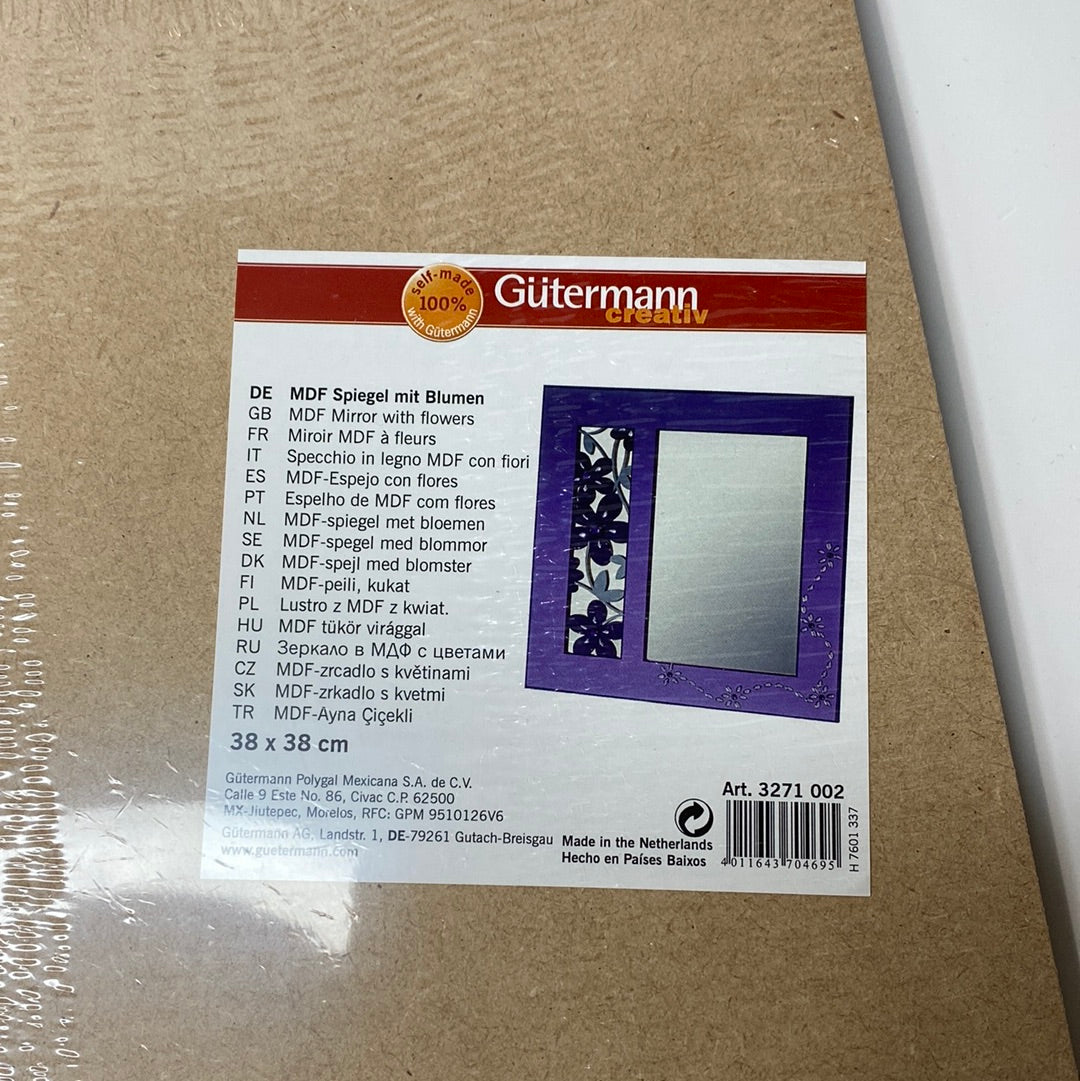 self-made
100%
with Gütermann
Gütermann
creativ
DE MDF Spiegel mit Blumen
GB MDF Mirror with flowers
FR Miroir MDF à fleurs
IT Specchio in legno MDF con fiori
ES MDF-Espejo con flores
PT Espelho de MDF com flores
NL MDF-spiegel met bloemen
SE MDF-spegel med blommor
DK MDF-spejl med blomster
FI MDF-peili, kukat
PL Lustro z MDF z kwiat.
HU MDF tükör virággal
RU Зеркало в МДФ с цветами
CZ MDF-zrcadlo s květinami
SK MDF-zrkadlo s kvetmi
TR MDF-Ayna Çiçekli
38 x 38 cm
Gütermann Polygal Mexicana S.A. de C.V.
Calle 9 Este No. 86, Civac C.P. 62500
MX-Jiutepec, Morelos, RFC: GPM 9510126V6
Gütermann AG, Landstr. 1, DE-79261 Gutach-Breisgau
www.guetermann.com
Made in the Netherlands
Hecho en Países Bajxos
Art. 3271 002
4 011643 704695
H 7601 337